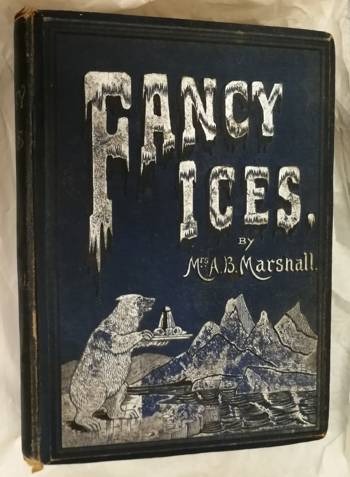 FANCY
ICES.
BY
Mrs. A.B. Marshall.